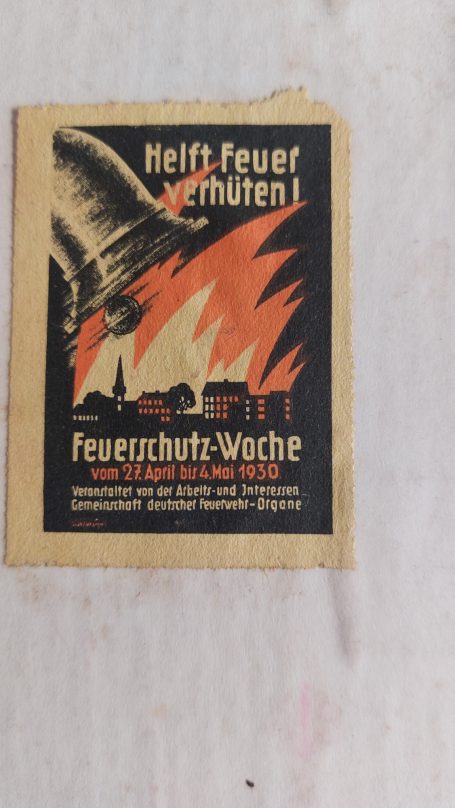 Helft Feuer
verhüten!
Feuerschutz-Woche
vom 27. April bis 4. Mai 1930
Veranstaltet von der Arbeits- und Interessen
Gemeinschaft deutscher Feuerwehr-Organe